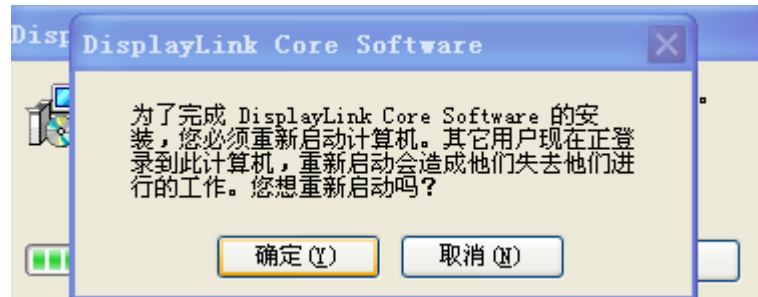 Disp
DisplayLink Core Software
为了完成 DisplayLink Core Software 的安
装，您必须重新启动计算机。其它用户现在正登
录到此计算机，重新启动会造成他们失去他们进
行的工作。您想重新启动吗?
。
确定(Y)
取消(N)